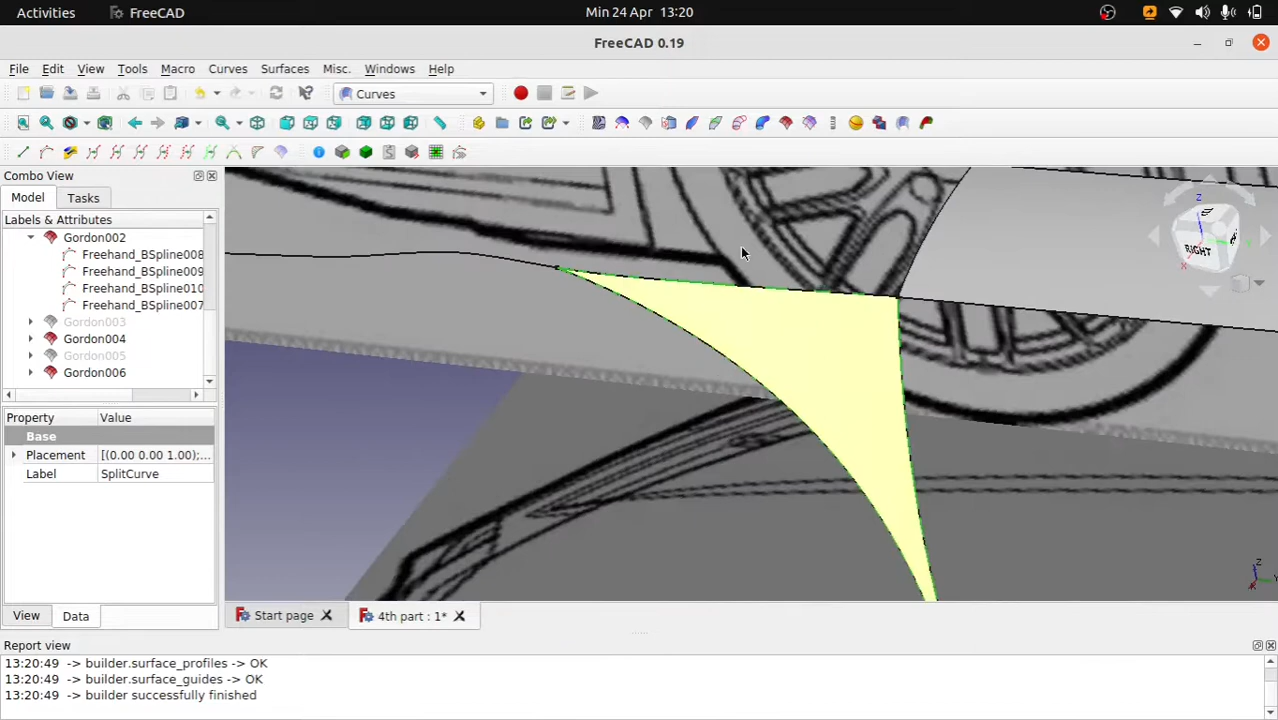 Activities
FreeCAD
Min 24 Apr 13:20
FreeCAD 0.19
File Edit View Tools Macro Curves Surfaces Misc. Windows Help
Curves
Combo View
Model Tasks
Labels & Attributes
Gordon002
Freehand_BSpline008
Freehand_BSpline009
Freehand_BSpline010
Freehand_BSpline007
Gordon003
Gordon004
Gordon005
Gordon006
Property Value
Base
Placement [(0.00 0.00 1.00);...
Label SplitCurve
View Data
Z
RIGHT
X
Y
Z
X
Y
Start page
4th part : 1*
Report view
13:20:49 -> builder.surface_profiles -> OK
13:20:49 -> builder.surface_guides -> OK
13:20:49 -> builder successfully finished